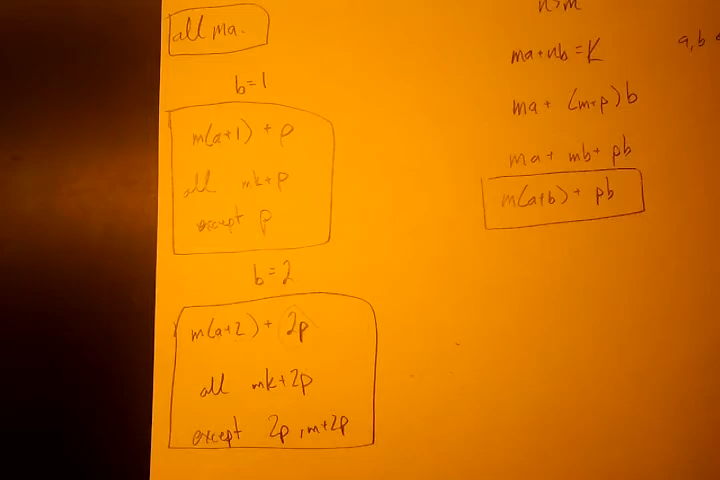 all ma.
b=1
m(a+1) + p
all mk+p
except p
b=2
m(a+2) + 2p
all mk+2p
except 2p, m+2p
n>m
ma+nb=K
a,b
ma + (m+p)b
ma + mb + pb
m(a+b) + pb